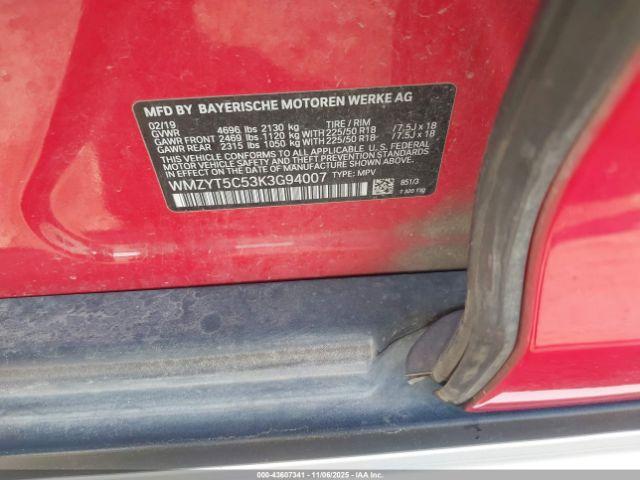 MFD BY BAYERISCHE MOTOREN WERKE AG
02/19 TIRE / RIM
GVWR 4696 lbs 2130 kg
GAWR FRONT 2469 lbs 1120 kg WITH 225/50 R18 /7.5J x 18
GAWR REAR 2315 lbs 1050 kg WITH 225/50 R18 /7.5J x 18
THIS VEHICLE CONFORMS TO ALL APPLICABLE U.S. FEDERAL
MOTOR VEHICLE SAFETY AND THEFT PREVENTION STANDARDS
IN EFFECT ON THE DATE OF MANUFACTURE SHOWN ABOVE.
WMZYT5C53K3G94007 TYPE: MPV
851/3
000-43607341 - 11/06/2025 - IAA Inc.